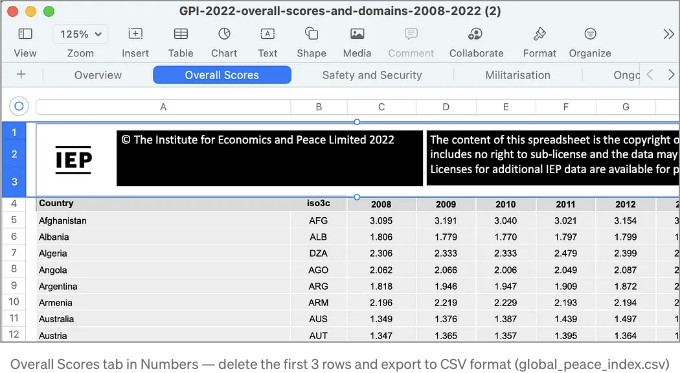 GPI-2022-overall-scores-and-domains-2008-2022 (2)
125%
View Zoom Insert Table Chart Text Shape Media Comment Collaborate Format Organize
Overview Overall Scores Safety and Security Militarisation
A B C D E F G
1
2
3
IEP
© The Institute for Economics and Peace Limited 2022
The content of this spreadsheet is the copyright
includes no right to sub-license and the data may
Licenses for additional IEP data are available for
4 Country iso3c 2008 2009 2010 2011 2012
5 Afghanistan AFG 3.095 3.191 3.040 3.021 3.154
6 Albania ALB 1.806 1.779 1.770 1.797 1.799
7 Algeria DZA 2.306 2.333 2.333 2.479 2.399
8 Angola AGO 2.062 2.066 2.006 2.049 2.087
9 Argentina ARG 1.818 1.946 1.947 1.909 1.872
10 Armenia ARM 2.196 2.219 2.229 2.193 2.194
11 Australia AUS 1.349 1.376 1.387 1.439 1.497
12 Austria AUT 1.347 1.365 1.357 1.395 1.364
Overall Scores tab in Numbers — delete the first 3 rows and export to CSV format (global_peace_index.csv)